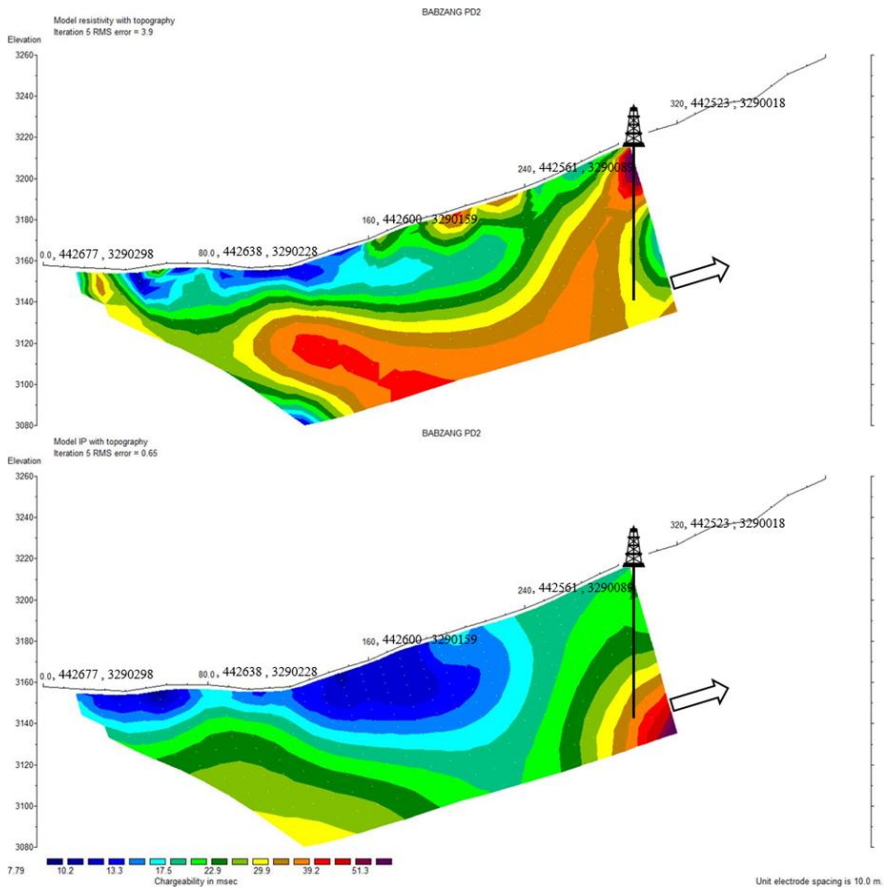 BABZANG PD2
Model resistivity with topography
Iteration 5 RMS error = 3.9
Elevation
3260
3240
3220
3200
3180
3160
3140
3120
3100
3080
0.0, 442677 , 3290298
80.0, 442638 , 3290228
160, 442600 , 3290159
240, 442561 , 3290089
320, 442523 , 3290018
BABZANG PD2
Model IP with topography
Iteration 5 RMS error = 0.65
Elevation
3260
3240
3220
3200
3180
3160
3140
3120
3100
3080
0.0, 442677 , 3290298
80.0, 442638 , 3290228
160, 442600 , 3290159
240, 442561 , 3290089
320, 442523 , 3290018
7.79 10.2 13.3 17.5 22.9 29.9 39.2 51.3
Chargeability in msec
Unit electrode spacing is 10.0 m.